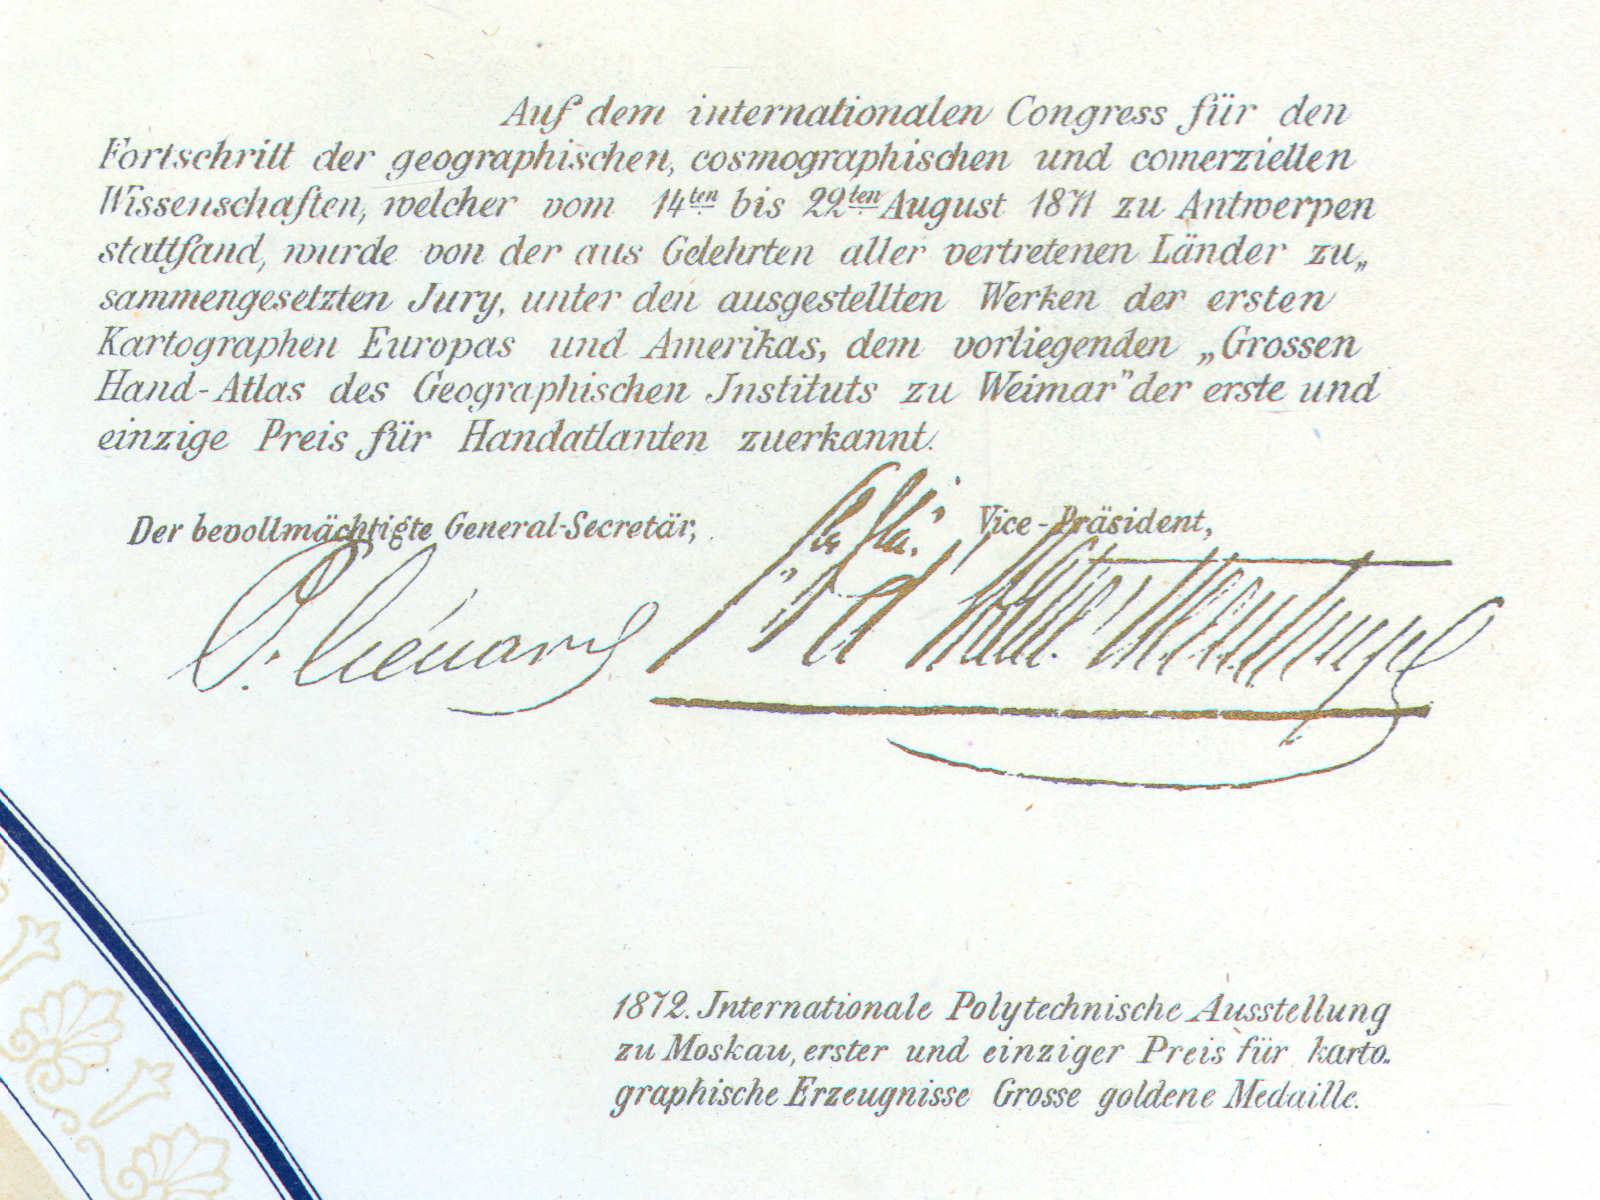 Auf dem internationalen Congress für den
Fortschritt der geographischen, cosmographischen und comerziellen
Wissenschaften, welcher vom 14ten bis 22ten August 1871 zu Antwerpen
stattfand, wurde von der aus Gelehrten aller vertretenen Länder zu„
sammengesetzten Jury, unter den ausgestellten Werken der ersten
Kartographen Europas und Amerikas, dem vorliegenden „Grossen
Hand-Atlas des Geographischen Jnstituts zu Weimar” der erste und
einzige Preis für Handatlanten zuerkannt.
Der bevollmächtigte General-Secretär, Vice-Präsident,
1872. Jnternationale Polytechnische Ausstellung
zu Moskau, erster und einziger Preis für karto„
graphische Erzeugnisse Grosse goldene Medaille.